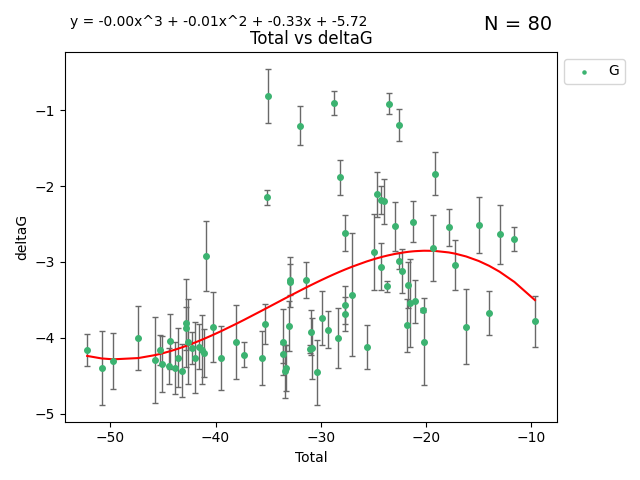 y = -0.00x^3 + -0.01x^2 + -0.33x + -5.72
N = 80
Total vs deltaG
G
deltaG
−1
−2
−3
−4
−5
−50
−40
−30
−20
−10
Total